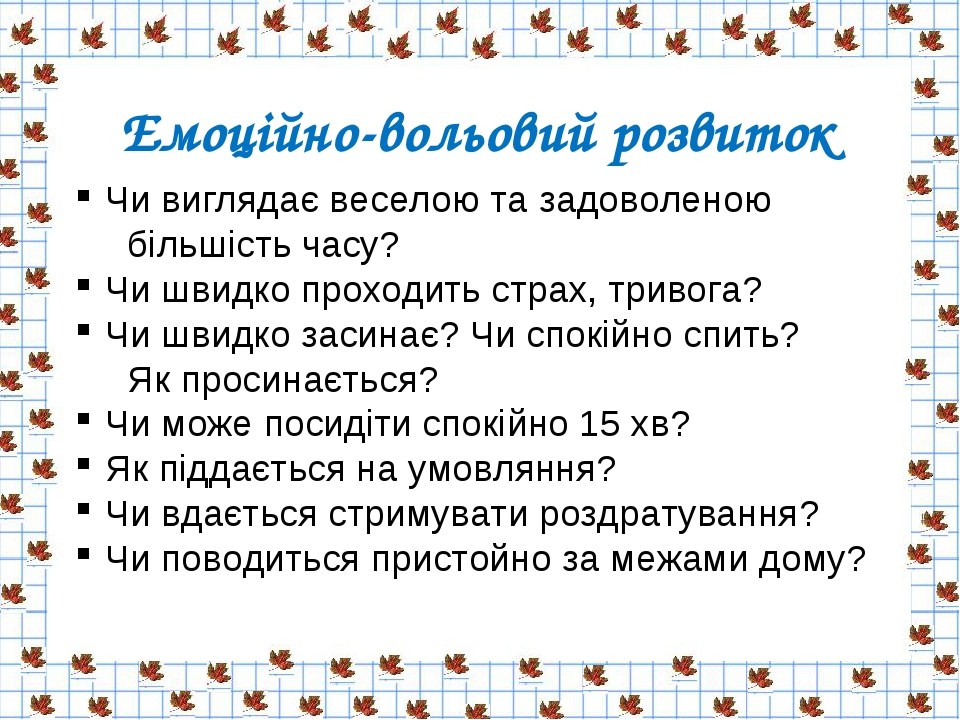 Емоційно-вольовий розвиток
▪ Чи виглядає веселою та задоволеною
більшість часу?
▪ Чи швидко проходить страх, тривога?
▪ Чи швидко засинає? Чи спокійно спить?
Як просинається?
▪ Чи може посидіти спокійно 15 хв?
▪ Як піддається на умовляння?
▪ Чи вдається стримувати роздратування?
▪ Чи поводиться пристойно за межами дому?